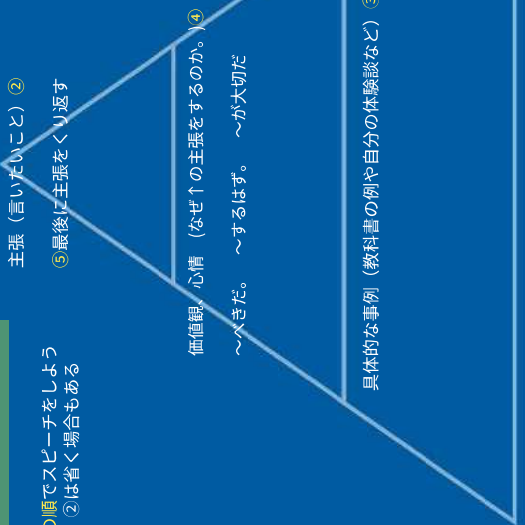 主張（言いたいこと）②
⑤最後に主張をくり返す
の順でスピーチをしよう
②は省く場合もある
価値観、心情 （なぜ↑の主張をするのか。）④
～べきだ。 ～するはず。 ～が大切だ
具体的な事例（教科書の例や自分の体験談など）③